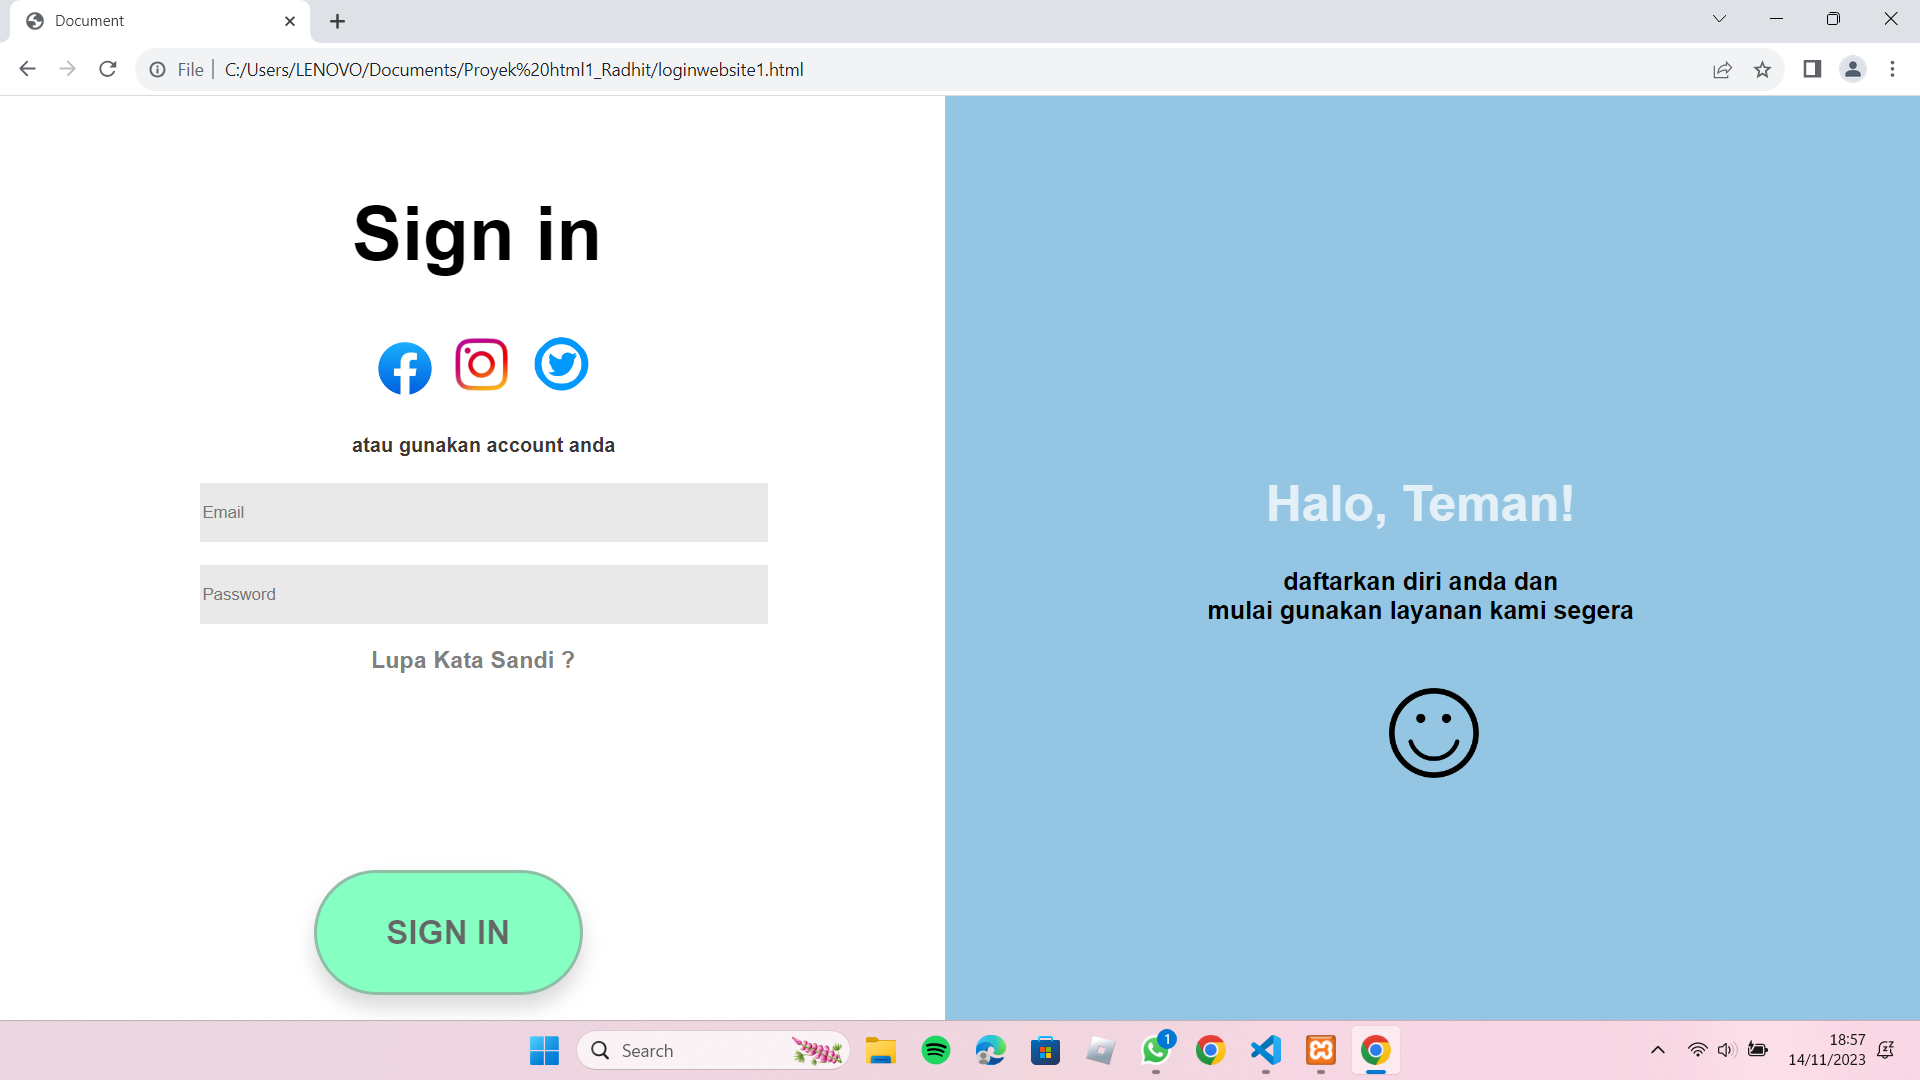 Document
File
C:/Users/LENOVO/Documents/Proyek%20html1_Radhit/loginwebsite1.html
Sign in
atau gunakan account anda
Email
Password
Lupa Kata Sandi ?
SIGN IN
Halo, Teman!
daftarkan diri anda dan
mulai gunakan layanan kami segera
Search
1
18:57
14/11/2023